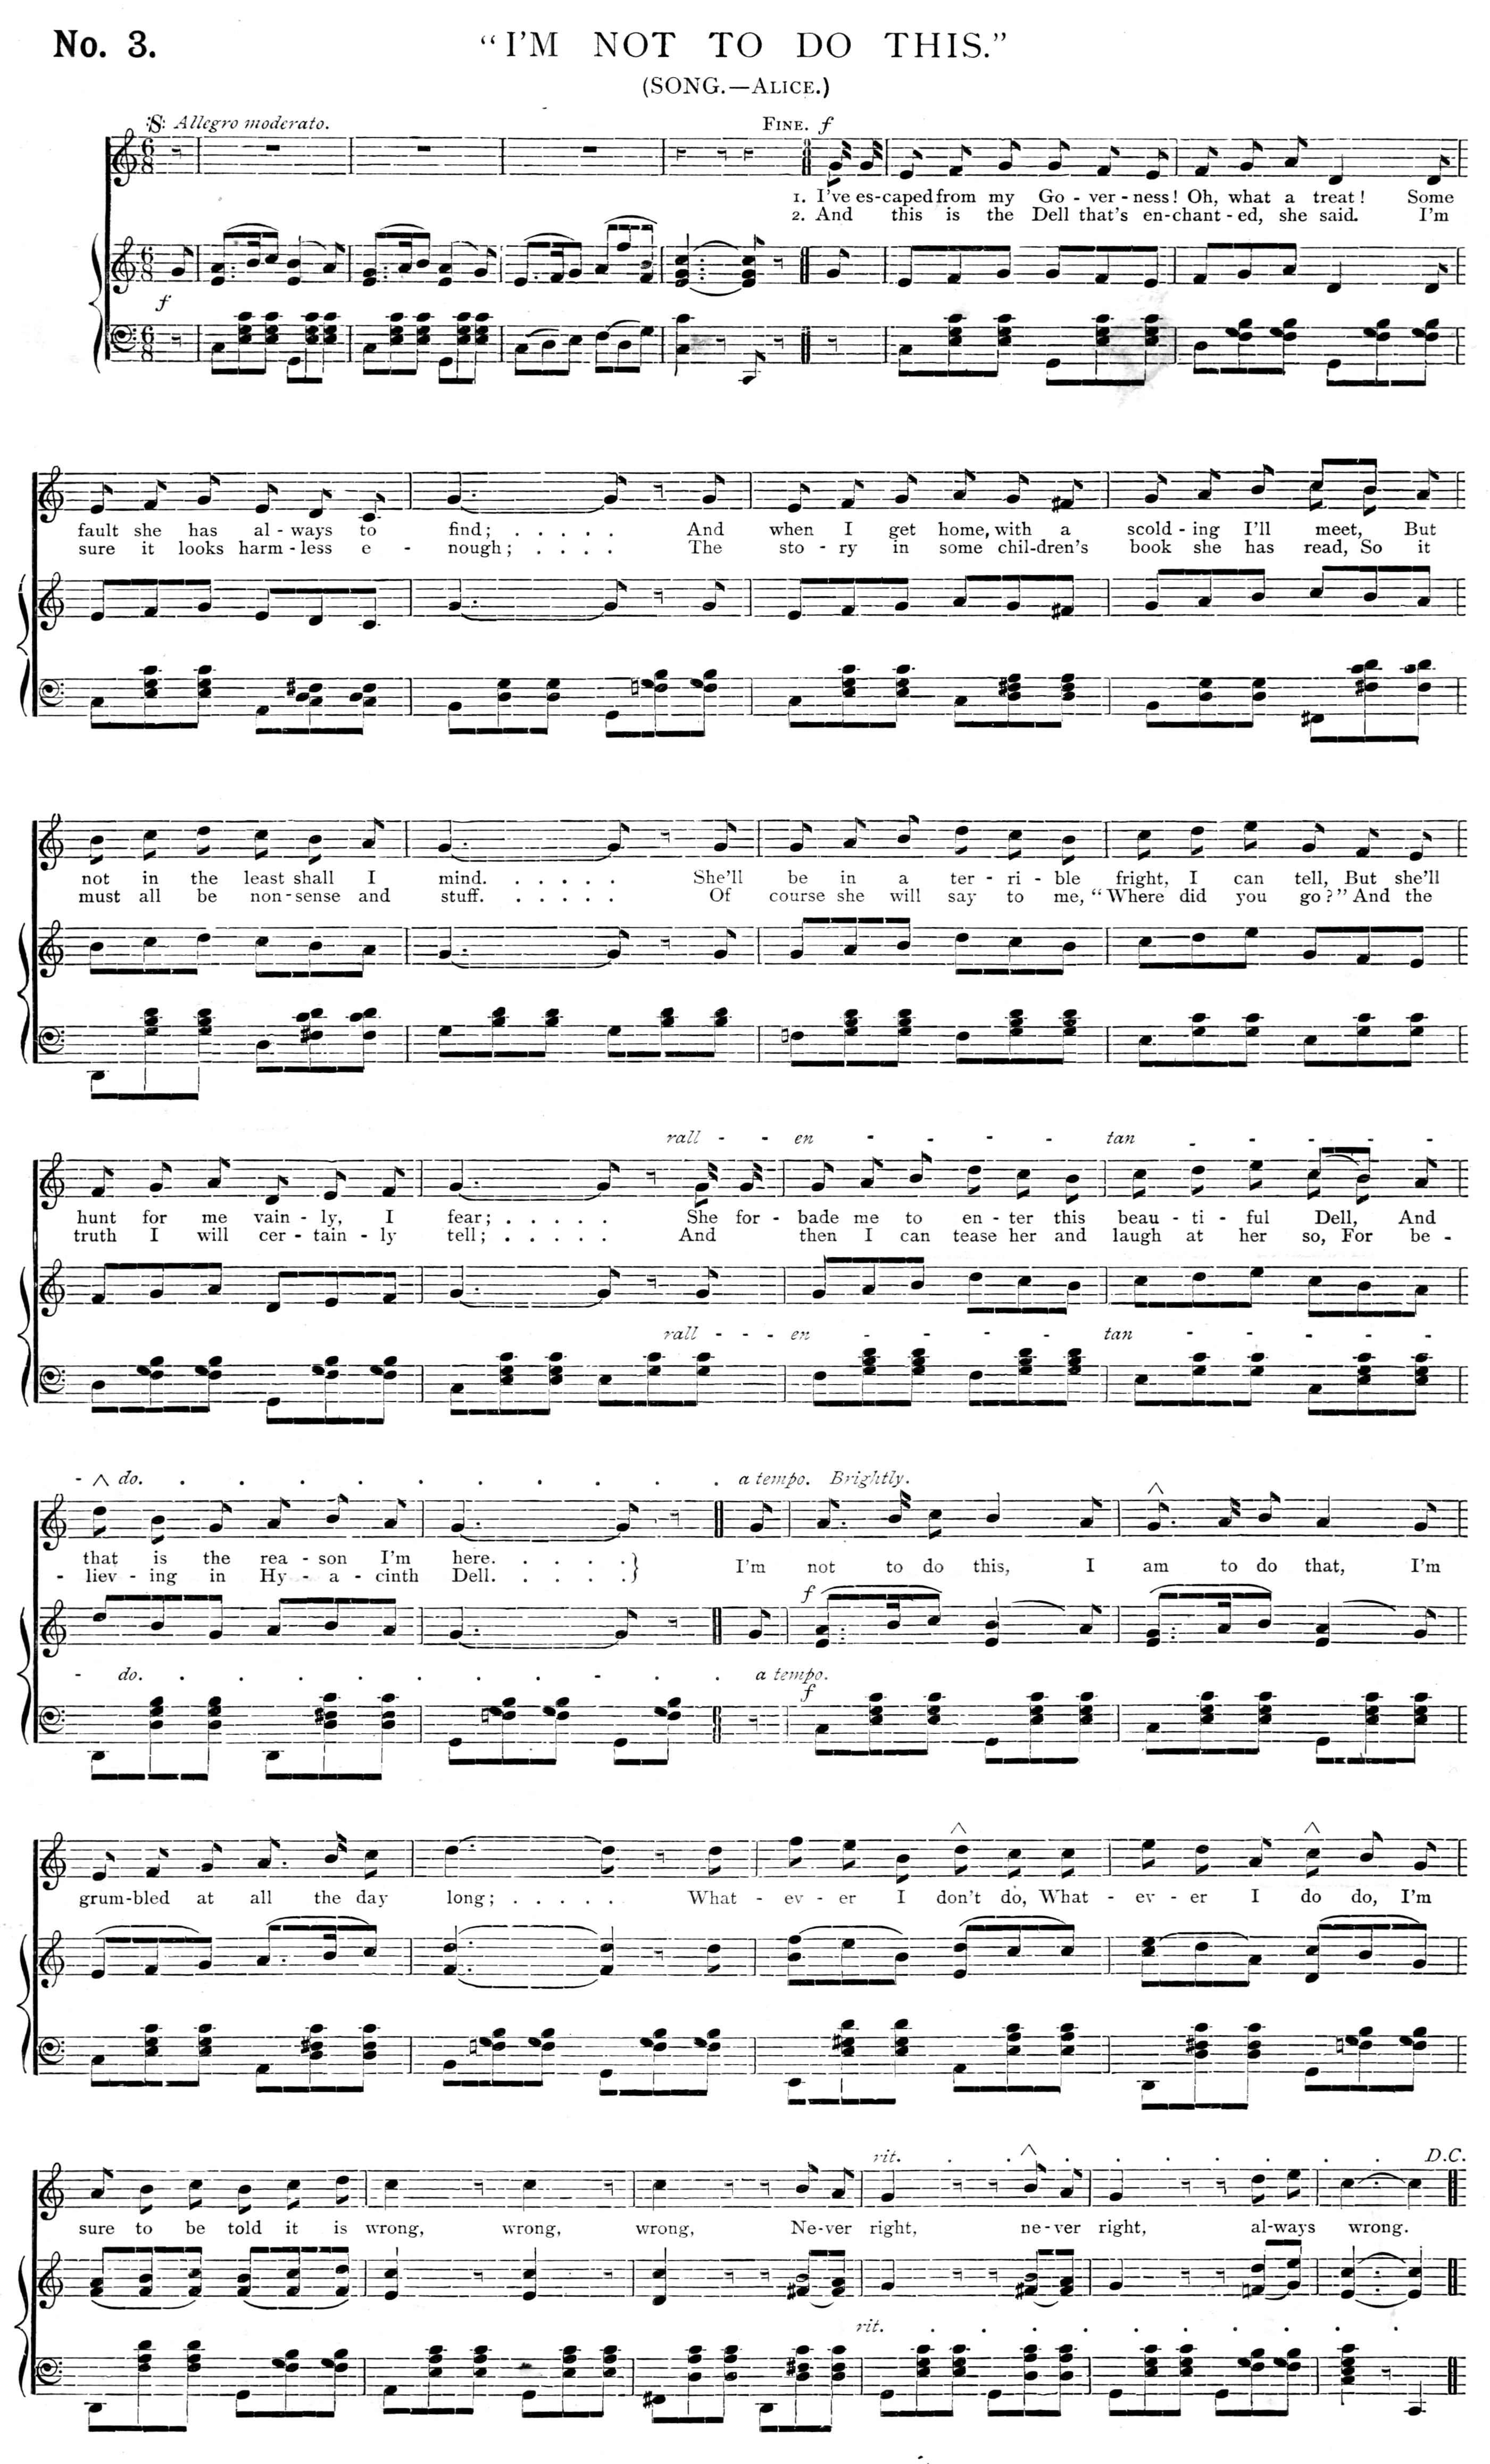 No. 3.
“I’M NOT TO DO THIS.”
(SONG.—ALICE.)
:S: Allegro moderato.
FINE. f
1. I’ve es-caped from my Go - ver - ness! Oh, what a treat! Some
2. And this is the Dell that’s en-chant - ed, she said. I’m
f
fault she has al - ways to find; . . . . . And when I get home, with a scold - ing I’ll meet, But
sure it looks harm - less e - nough; . . . . The sto - ry in some chil-dren’s book she has read, So it
not in the least shall I mind. . . . . . She’ll be in a ter - ri - ble fright, I can tell, But she’ll
must all be non - sense and stuff. . . . . . Of course she will say to me, “Where did you go?” And the
rall - - en - - - - tan - - - - -
hunt for me vain - ly, I fear; . . . . . She for - bade me to en - ter this beau - ti - ful Dell, And
truth I will cer - tain - ly tell; . . . . . And then I can tease her and laugh at her so, For be -
rall - - - en - - - - tan - - - - -
- do. . . . . . . . . . . a tempo. Brightly.
that is the rea - son I’m here. . . . . } I’m not to do this, I am to do that, I’m
- liev - ing in Hy - a - cinth Dell. . . . . }
f
- do. . . . . . . . - . . a tempo.
f
grum-bled at all the day long; . . . . . What - ev - er I don’t do, What - ev - er I do do, I’m
rit. . . . . . . . . D.C.
sure to be told it is wrong, wrong, wrong, Ne-ver right, ne-ver right, al-ways wrong.
rit. . . . . . . . . . .